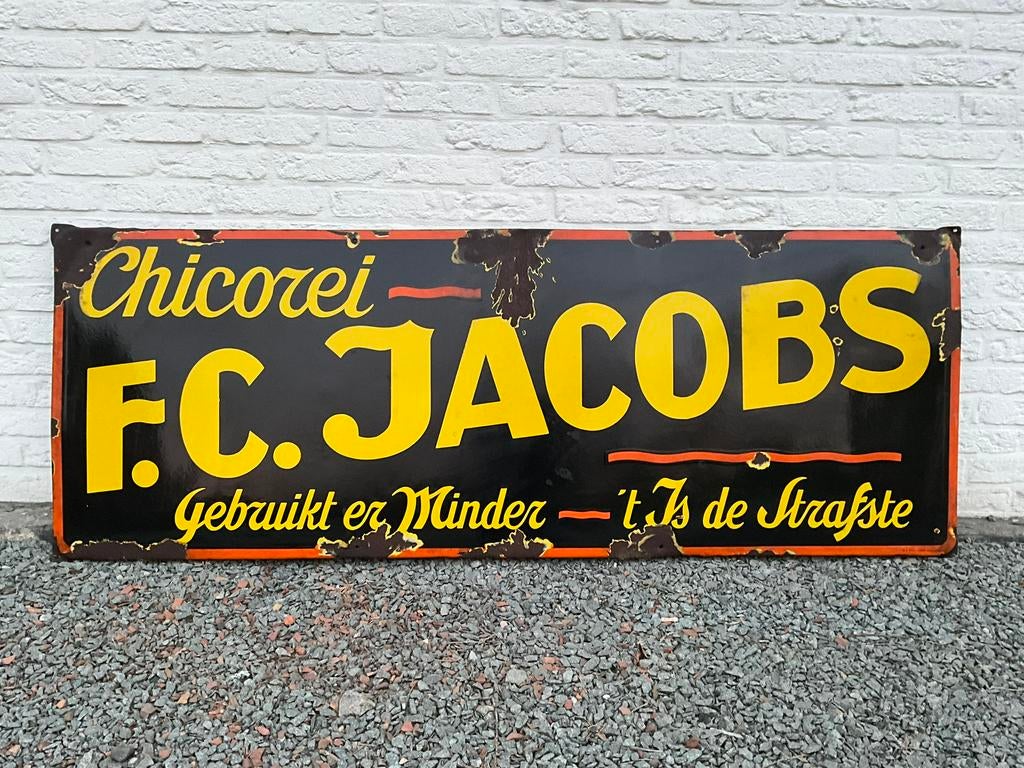 Chicorei —
F.C. JACOBS
Gebruikt er Minder — 't Is de Strafste